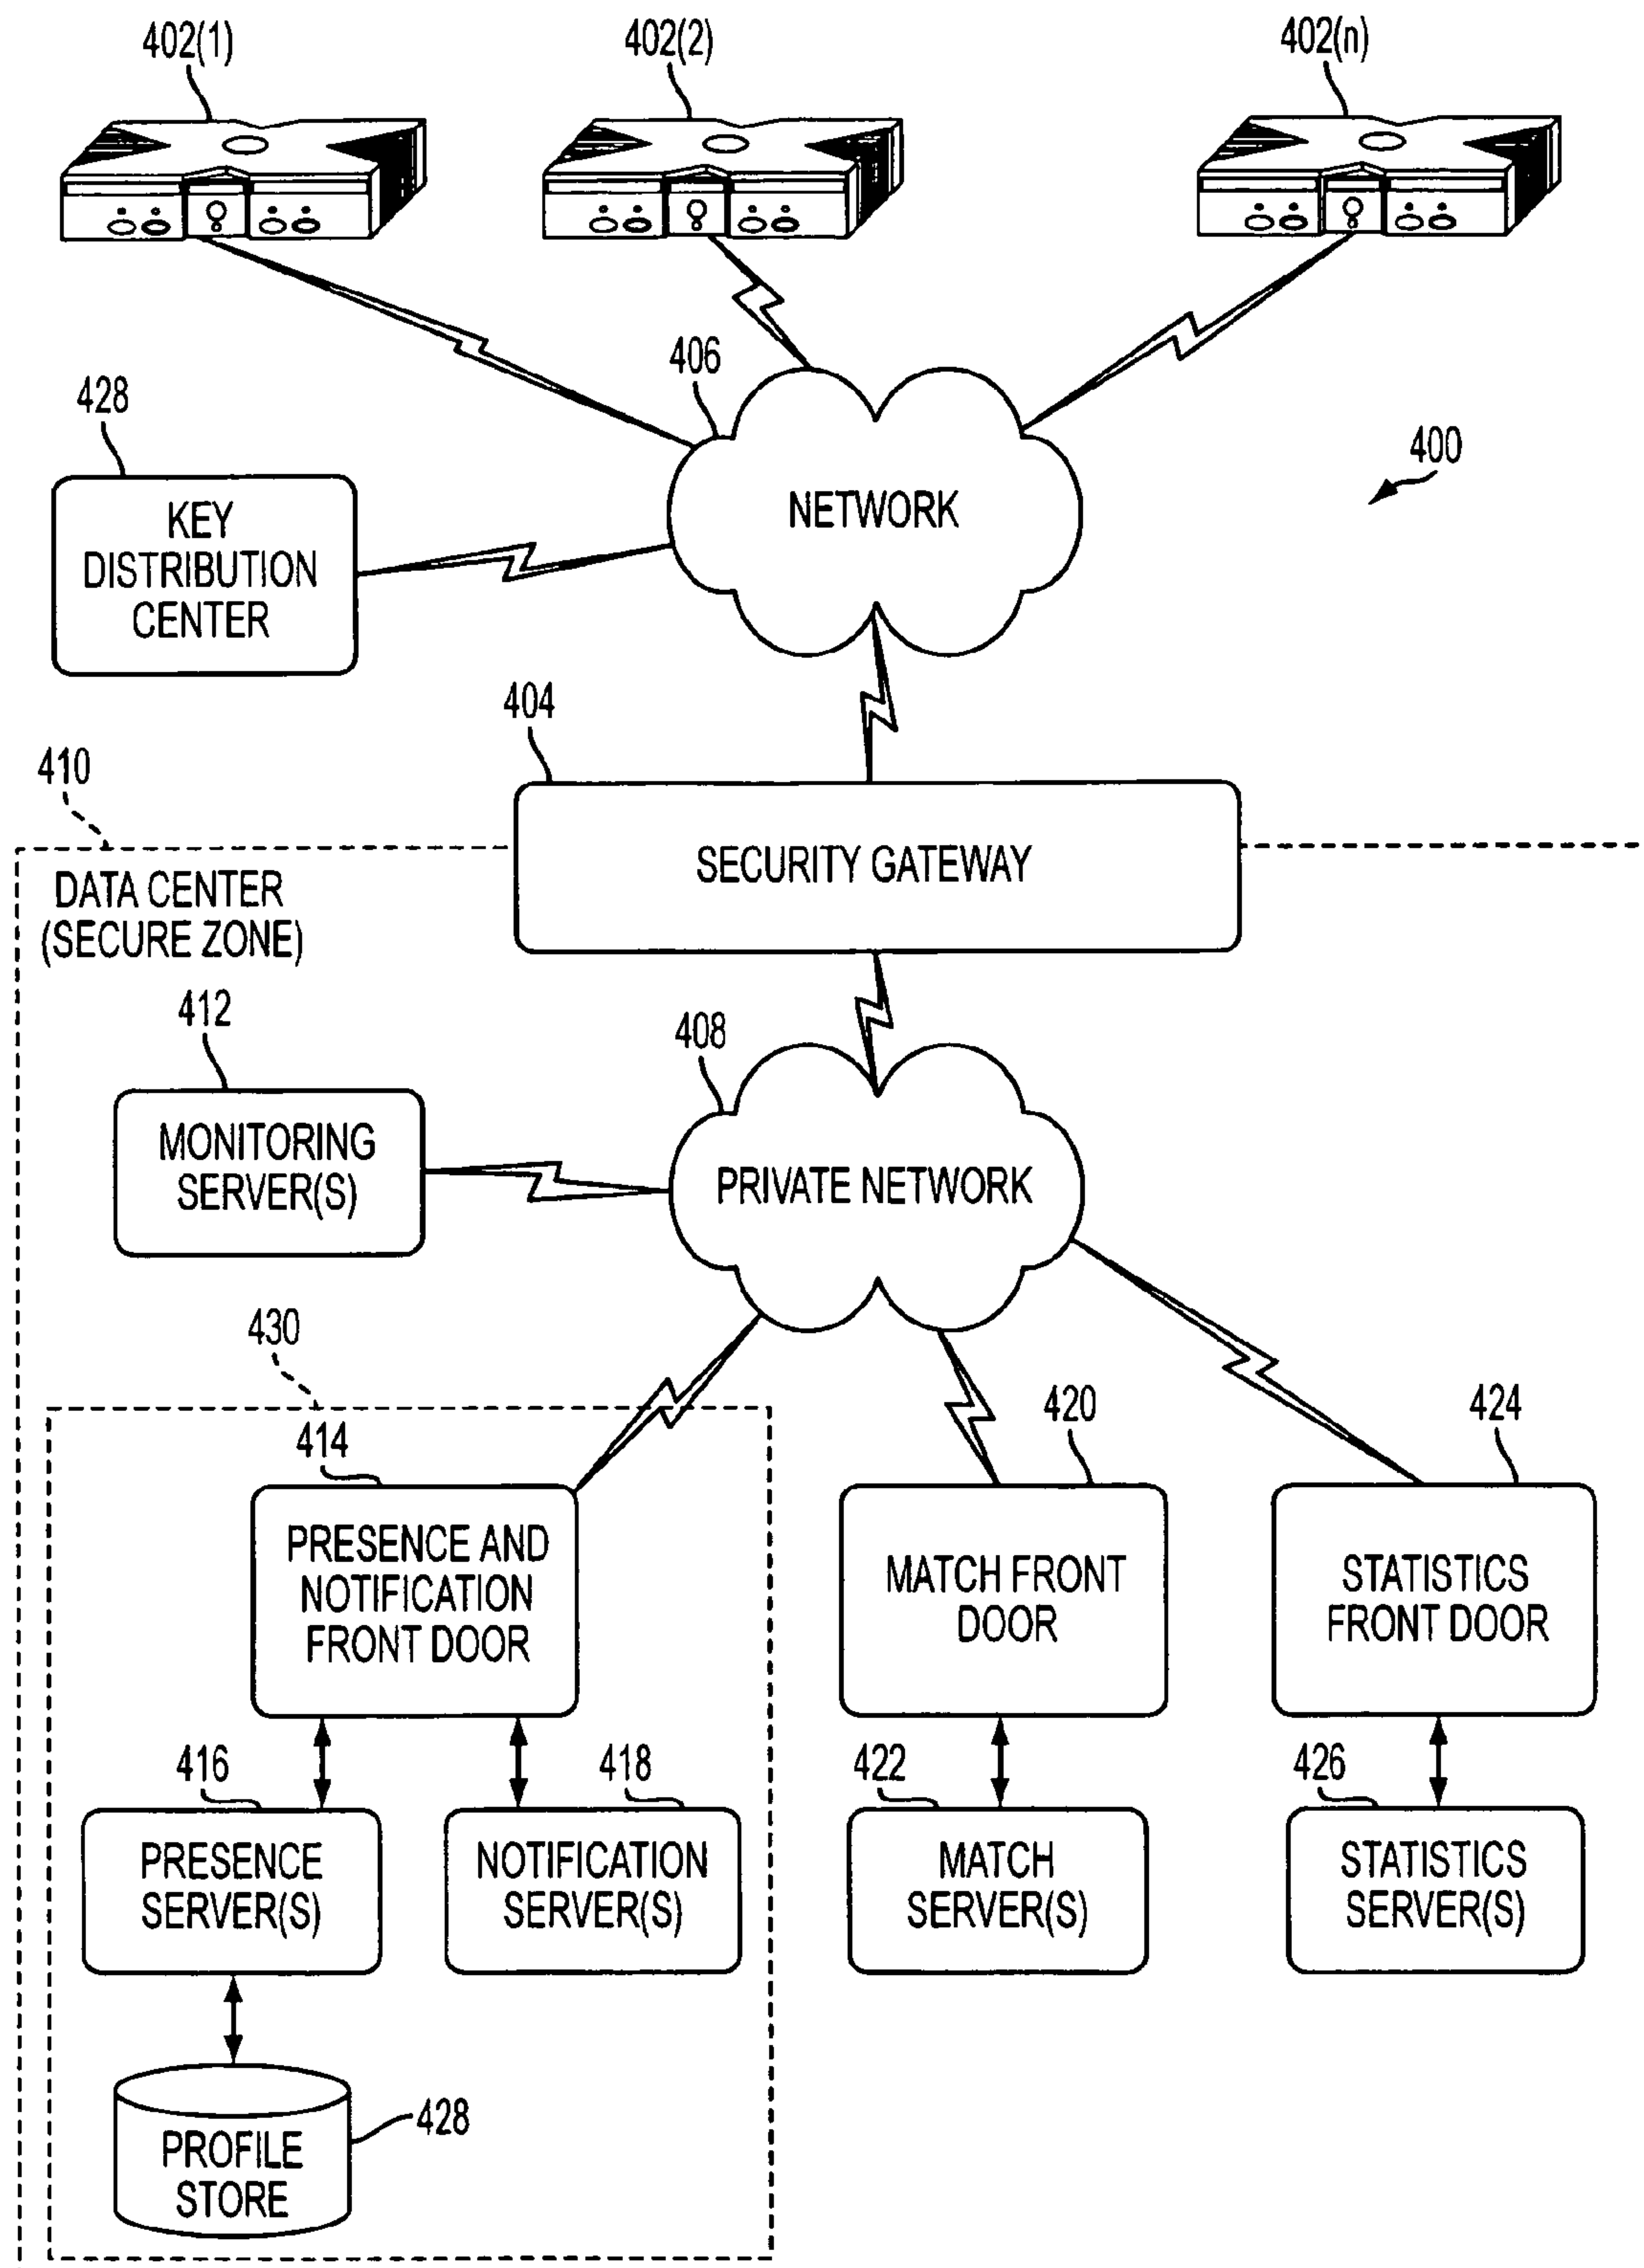 402(1)
402(2)
402(n)
406
428
400
KEY
DISTRIBUTION
CENTER
NETWORK
404
410
SECURITY GATEWAY
DATA CENTER
(SECURE ZONE)
412
408
MONITORING
SERVER(S)
PRIVATE NETWORK
430
414
420
424
PRESENCE AND
NOTIFICATION
FRONT DOOR
MATCH FRONT
DOOR
STATISTICS
FRONT DOOR
416
418
422
426
PRESENCE
SERVER(S)
NOTIFICATION
SERVER(S)
MATCH
SERVER(S)
STATISTICS
SERVER(S)
428
PROFILE
STORE